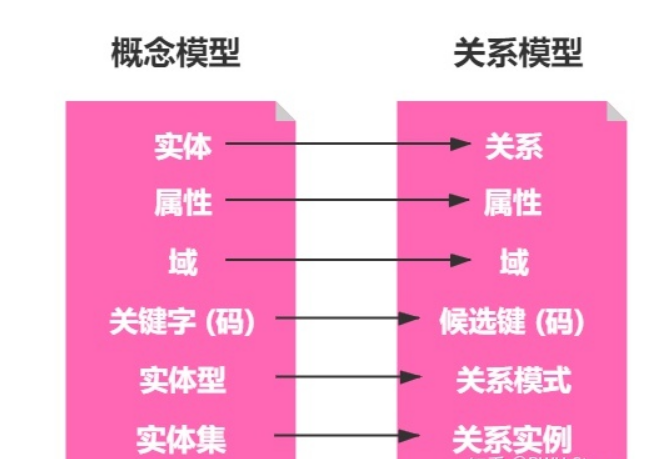 概念模型 关系模型
实体 关系
属性 属性
域 域
关键字 (码) 候选键 (码)
实体型 关系模式
实体集 关系实例